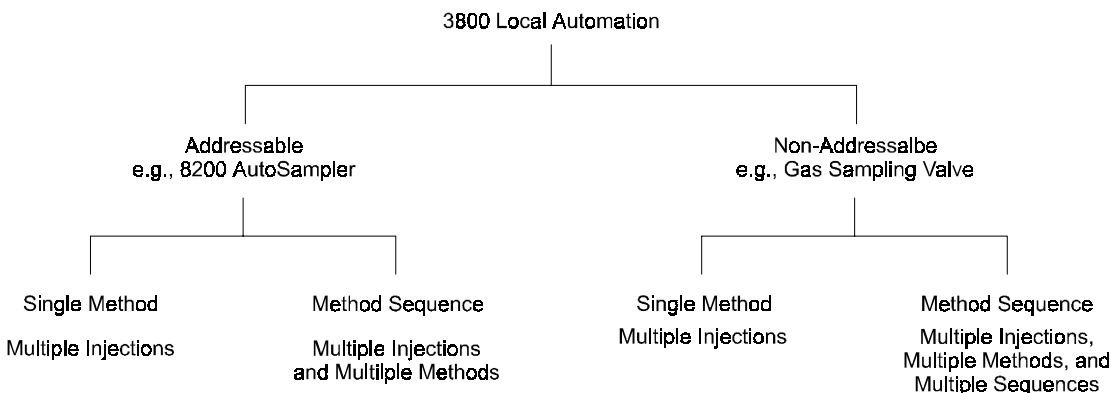 3800 Local Automation
Addressable
e.g., 8200 AutoSampler
Non-Addressalbe
e.g., Gas Sampling Valve
Single Method
Multiple Injections
Method Sequence
Multiple Injections
and Multilple Methods
Single Method
Multiple Injections
Method Sequence
Multiple Injections,
Multiple Methods, and
Multiple Sequences